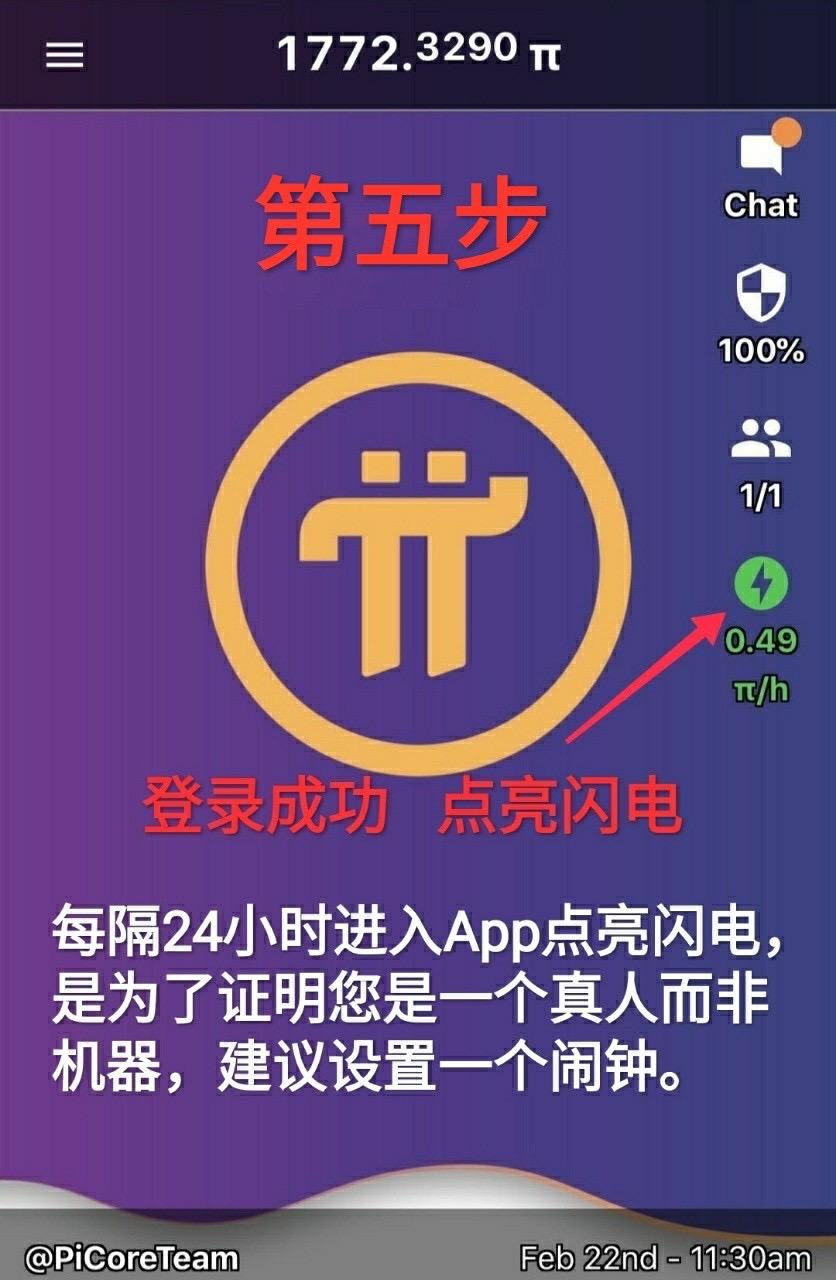 1772.3290 π
Chat
第五步
100%
1/1
0.49
π/h
登录成功 点亮闪电
每隔24小时进入App点亮闪电，
是为了证明您是一个真人而非
机器，建议设置一个闹钟。
@PiCoreTeam Feb 22nd - 11:30am